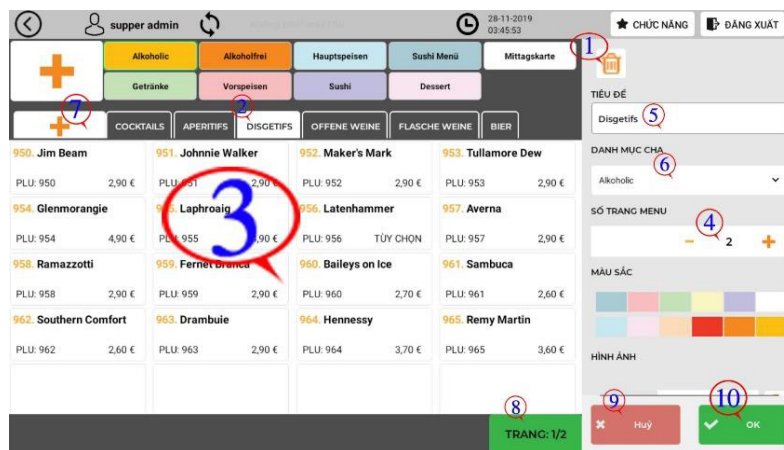 supper admin
28-11-2019
03:45:53
CHỨC NĂNG
ĐĂNG XUẤT
Alkoholic
Alkoholfrei
Hauptspeisen
Sushi Menü
Mittagskarte
Getränke
Vorspeisen
Sushi
Dessert
1
7
2
COCKTAILS
APERITIFS
DISGETIFS
OFFENE WEINE
FLASCHE WEINE
BIER
950. Jim Beam
PLU: 950 2,90 €
951. Johnnie Walker
PLU: 951 2,90 €
952. Maker's Mark
PLU: 952 2,90 €
953. Tullamore Dew
PLU: 953 2,90 €
954. Glenmorangie
PLU: 954 4,90 €
Laphroaig
PLU: 955 ,90 €
3
956. Latenhammer
PLU: 956 TÙY CHỌN
957. Averna
PLU: 957 2,90 €
958. Ramazzotti
PLU: 958 2,90 €
959. Fernet Branca
PLU: 959 2,90 €
960. Baileys on Ice
PLU: 960 2,70 €
961. Sambuca
PLU: 961 2,60 €
962. Southern Comfort
PLU: 962 2,60 €
963. Drambuie
PLU: 963 2,90 €
964. Hennessy
PLU: 964 3,70 €
965. Remy Martin
PLU: 965 3,60 €
8
TRANG: 1/2
TIÊU ĐỀ
Disgetifs
5
DANH MỤC CHA
6
Alkoholic
SỐ TRANG MENU
4
2
MÀU SẮC
HÌNH ẢNH
9
Huỷ
10
OK